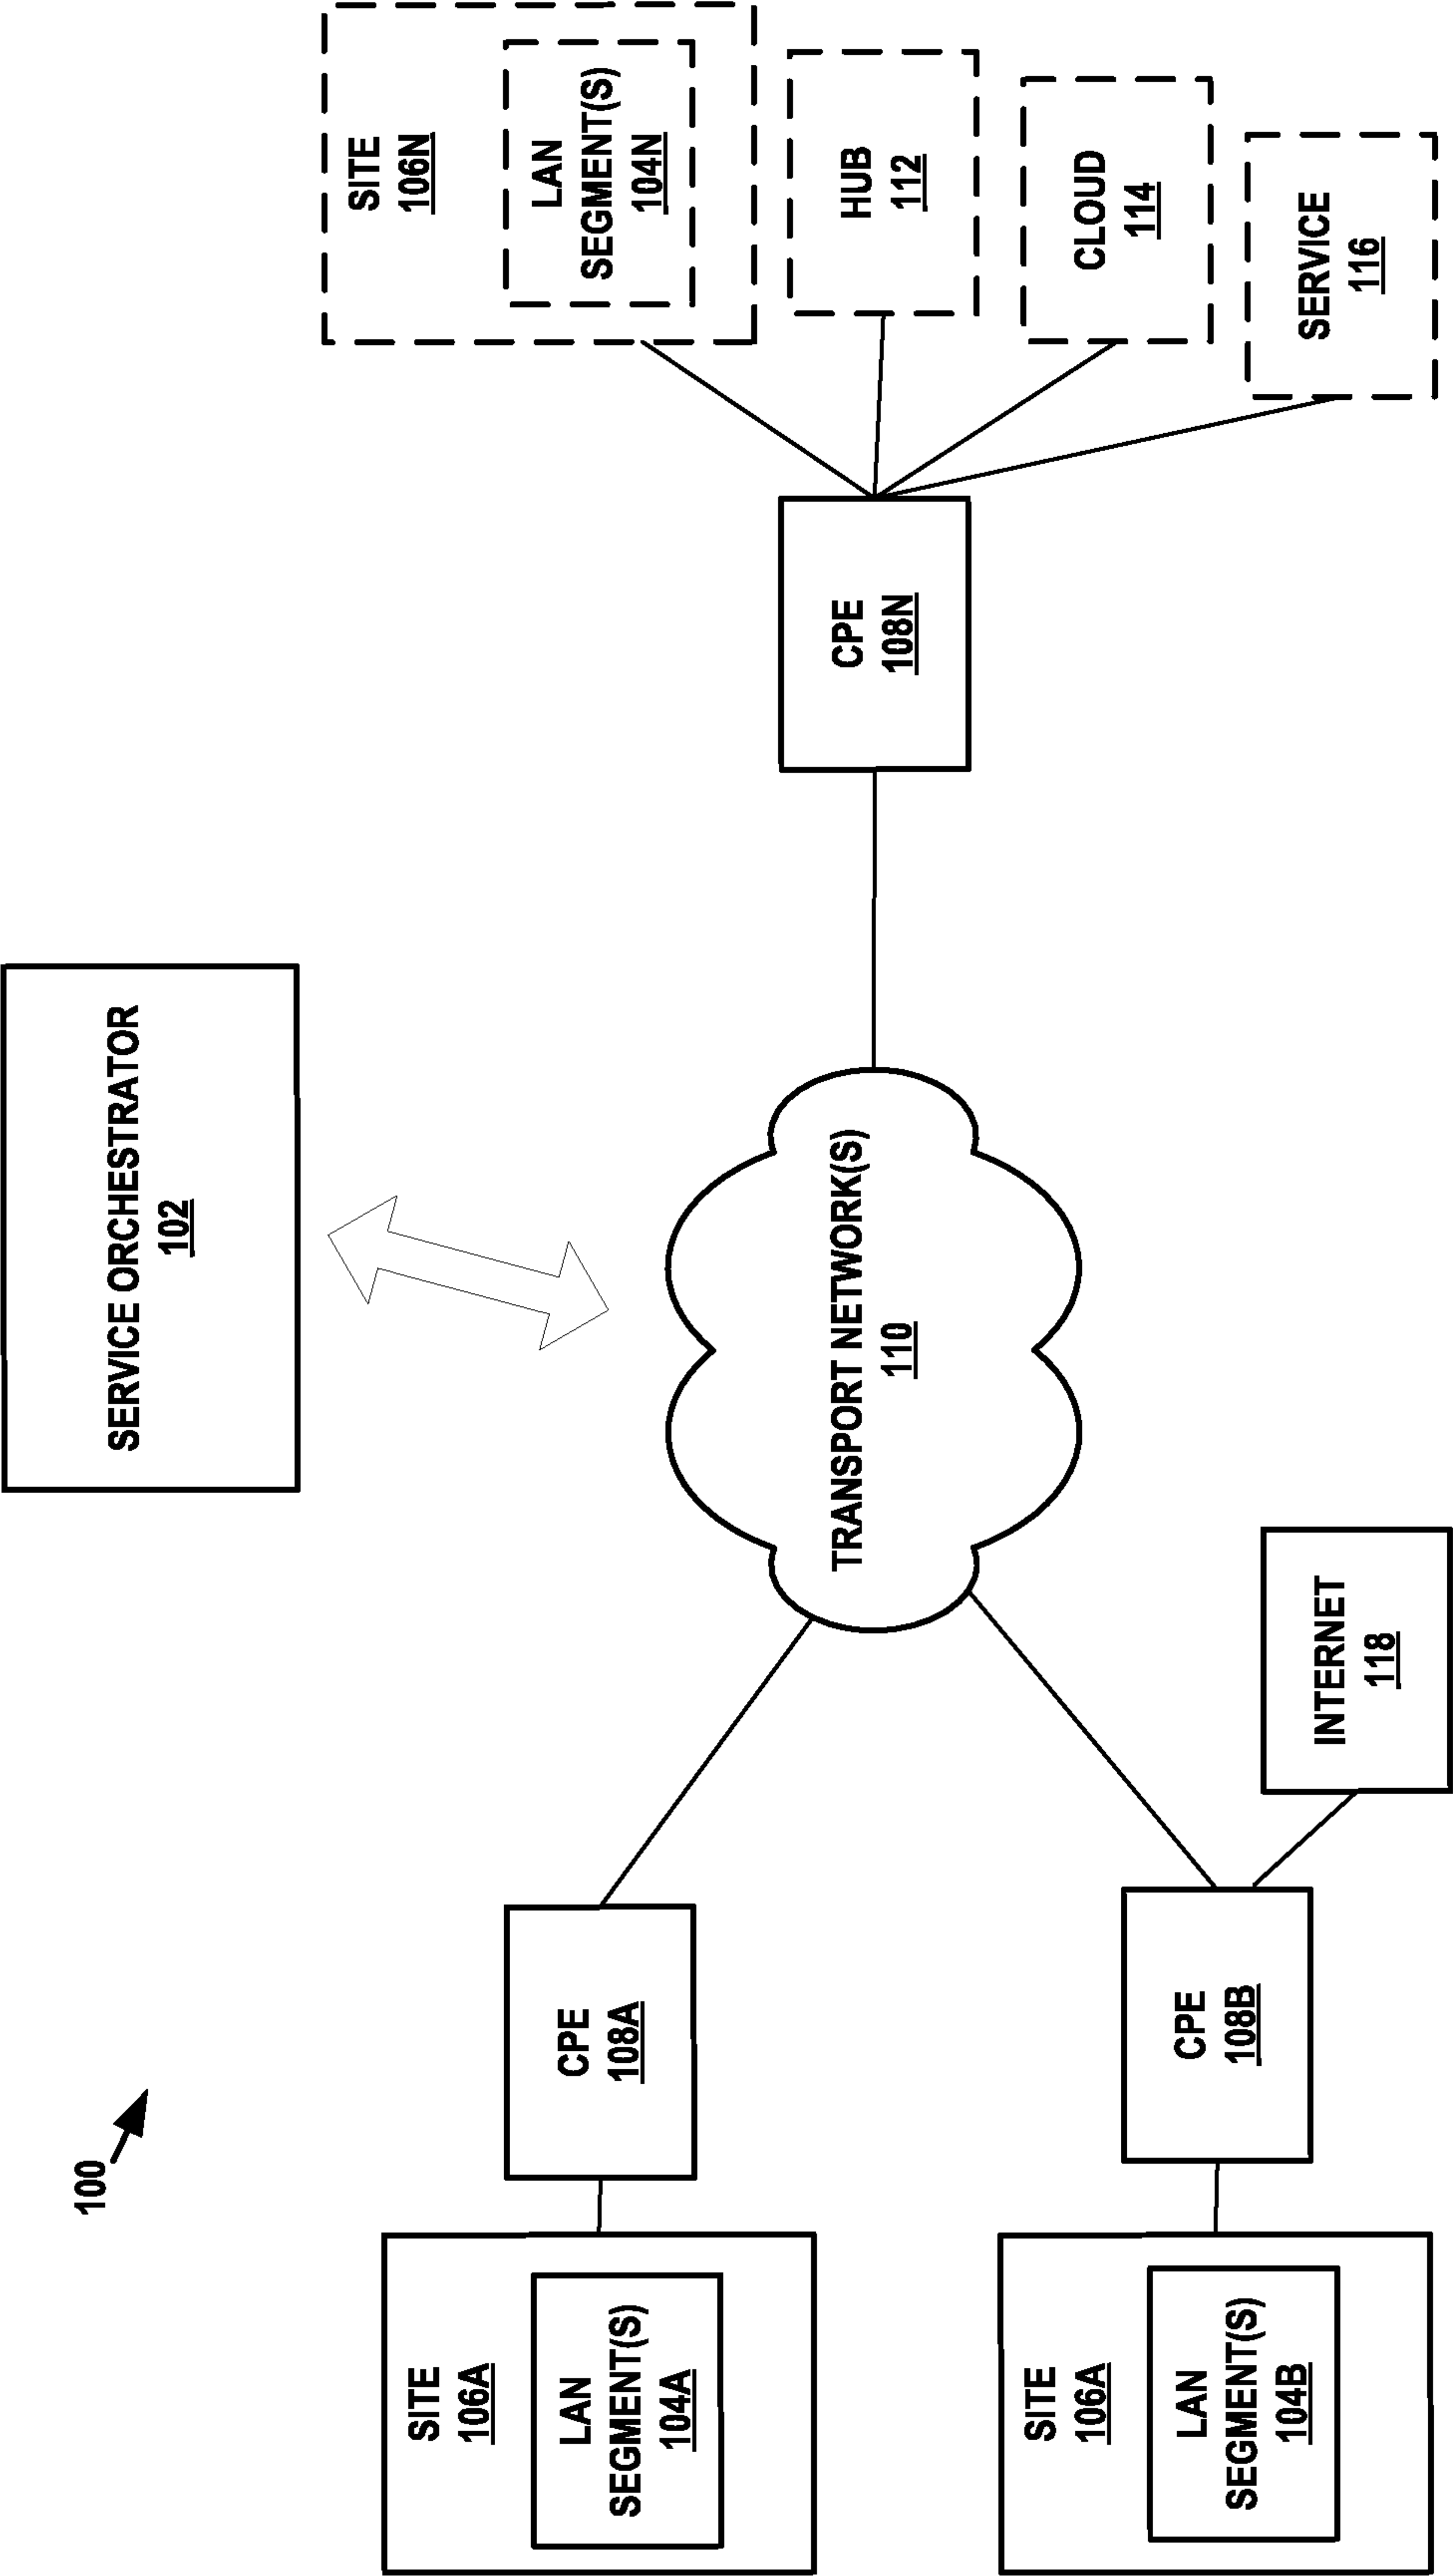 100
SERVICE ORCHESTRATOR
102
SITE
106A
LAN
SEGMENT(S)
104A
CPE
108A
SITE
106A
LAN
SEGMENT(S)
104B
CPE
108B
INTERNET
118
TRANSPORT NETWORK(S)
110
CPE
108N
SITE
106N
LAN
SEGMENT(S)
104N
HUB
112
CLOUD
114
SERVICE
116